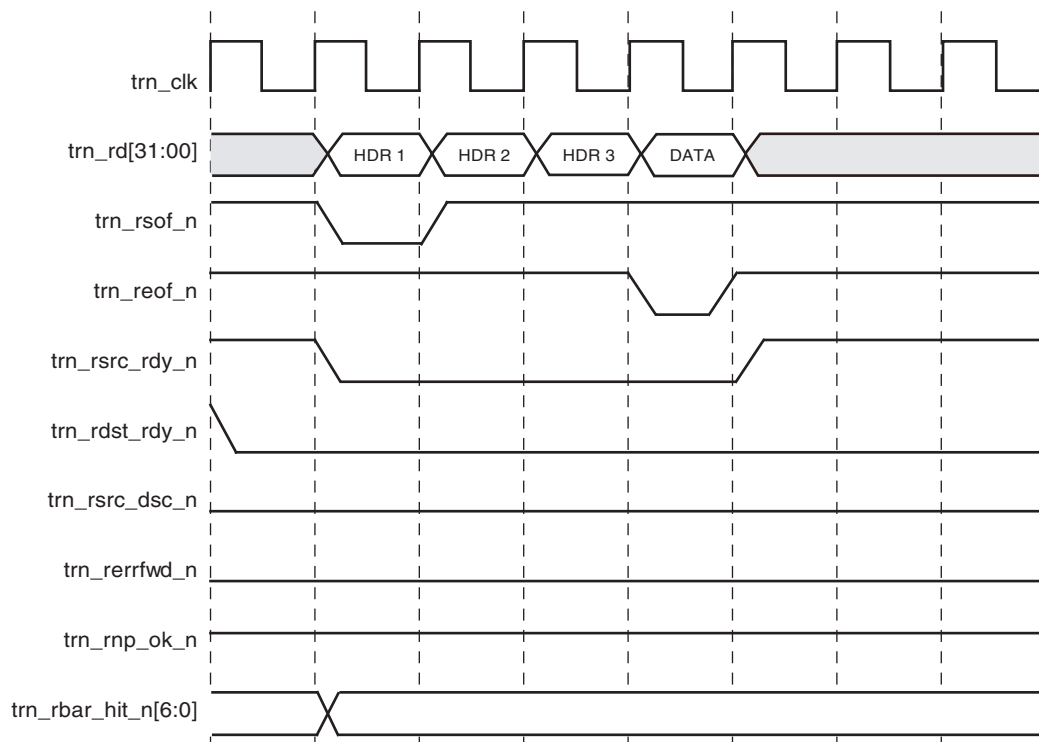 trn_clk
trn_rd[31:00]
HDR 1 HDR 2 HDR 3 DATA
trn_rsof_n
trn_reof_n
trn_rsrc_rdy_n
trn_rdst_rdy_n
trn_rsrc_dsc_n
trn_rerrfwd_n
trn_rnp_ok_n
trn_rbar_hit_n[6:0]